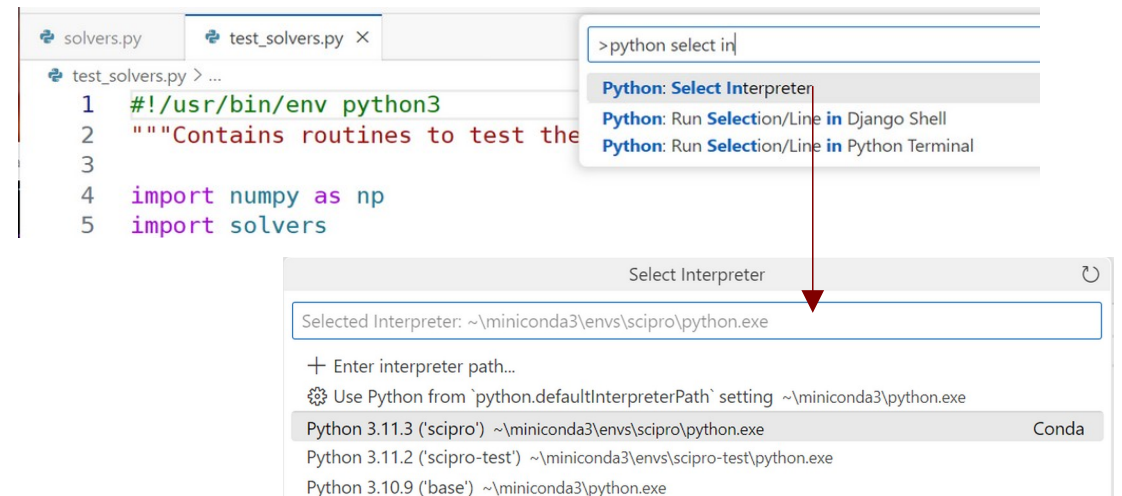 solvers.py
test_solvers.py
test_solvers.py > ...
1 #!/usr/bin/env python3
2 """Contains routines to test the
3
4 import numpy as np
5 import solvers
>python select in
Python: Select Interpreter
Python: Run Selection/Line in Django Shell
Python: Run Selection/Line in Python Terminal
Select Interpreter
Selected Interpreter: ~\miniconda3\envs\scipro\python.exe
+ Enter interpreter path...
Use Python from `python.defaultInterpreterPath` setting ~\miniconda3\python.exe
Python 3.11.3 ('scipro') ~\miniconda3\envs\scipro\python.exe Conda
Python 3.11.2 ('scipro-test') ~\miniconda3\envs\scipro-test\python.exe
Python 3.10.9 ('base') ~\miniconda3\python.exe